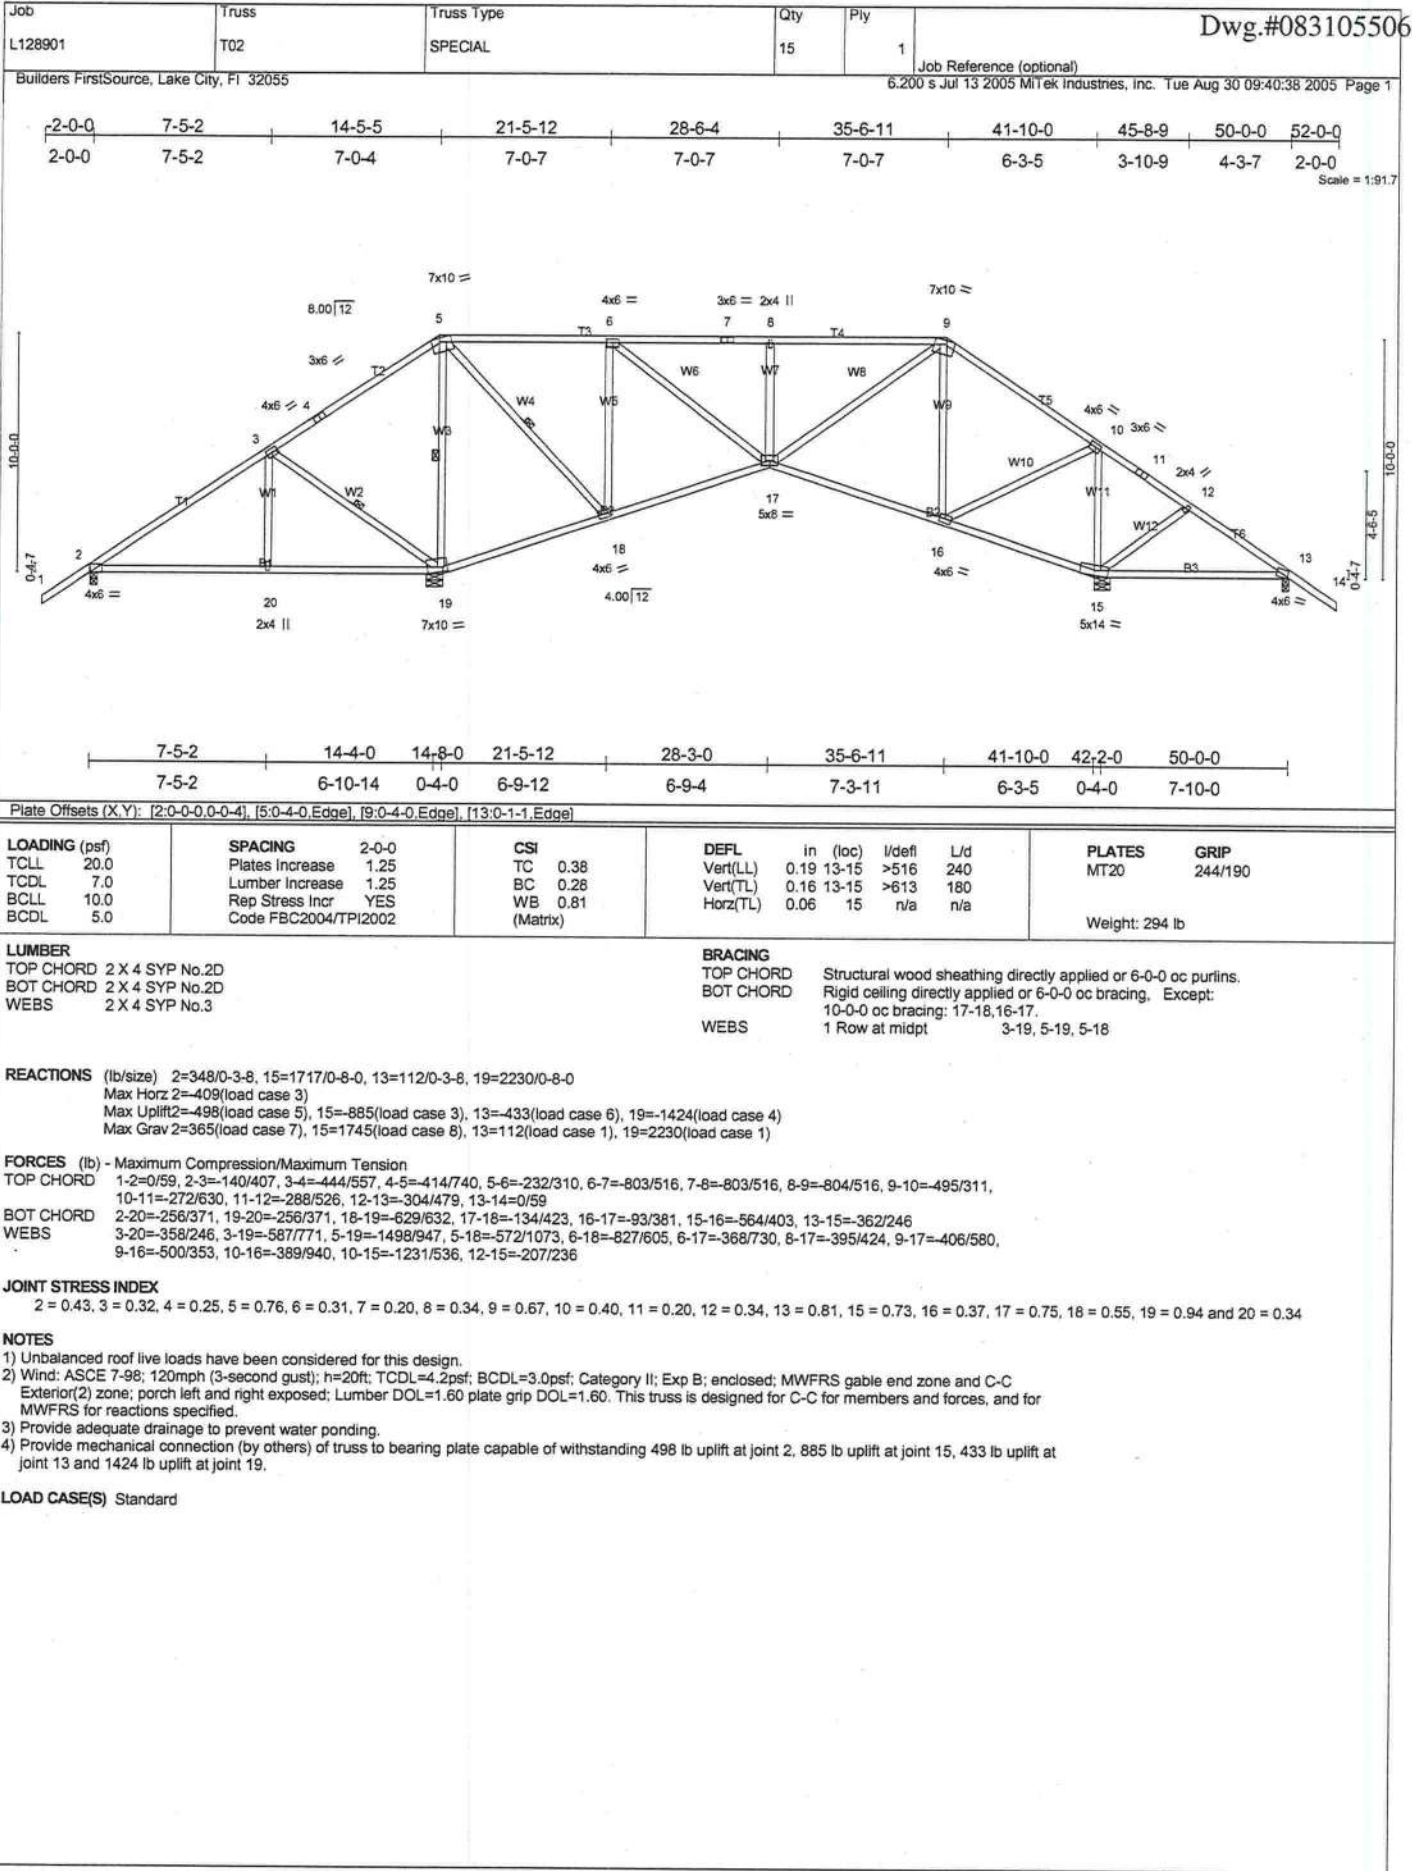 Job Truss Truss Type Qty Ply Dwg.#083105506
L128901 T02 SPECIAL 15 1
Job Reference (optional)
Builders FirstSource, Lake City, Fl 32055 6.200 s Jul 13 2005 MiTek Industries, Inc. Tue Aug 30 09:40:38 2005 Page 1
-2-0-0 7-5-2 14-5-5 21-5-12 28-6-4 35-6-11 41-10-0 45-8-9 50-0-0 52-0-0
2-0-0 7-5-2 7-0-4 7-0-7 7-0-7 7-0-7 6-3-5 3-10-9 4-3-7 2-0-0
Scale = 1:91.7
7x10 =
4x6 = 3x6 = 2x4 || 7x10 =
8.00 12
5 6 7 8 9
T3 T4
3x6 //
T2 W6 W7 W8
4x6 // 4 W4 W5 T5 4x6
3 W3 W9 10 3x6
10-0-0 W10 11 10-0-0
2x4 //
W1 W2 17 W11 12
T1 5x8 = W12
B2 T6 4-6-5
2 18 16 13
0-4-7 B1 4x6 = 4x6 = B3 14 0-4-7
1 4x6 = 4x6 =
20 19 4.00 12 15
2x4 || 7x10 = 5x14 =
7-5-2 14-4-0 14-8-0 21-5-12 28-3-0 35-6-11 41-10-0 42-2-0 50-0-0
7-5-2 6-10-14 0-4-0 6-9-12 6-9-4 7-3-11 6-3-5 0-4-0 7-10-0
Plate Offsets (X,Y): [2:0-0-0,0-0-4], [5:0-4-0,Edge], [9:0-4-0,Edge], [13:0-1-1,Edge]
LOADING (psf) SPACING 2-0-0 CSI DEFL in (loc) l/defl L/d PLATES GRIP
TCLL 20.0 Plates Increase 1.25 TC 0.38 Vert(LL) 0.19 13-15 >516 240 MT20 244/190
TCDL 7.0 Lumber Increase 1.25 BC 0.28 Vert(TL) 0.16 13-15 >613 180
BCLL 10.0 Rep Stress Incr YES WB 0.81 Horz(TL) 0.06 15 n/a n/a
BCDL 5.0 Code FBC2004/TPI2002 (Matrix) Weight: 294 lb
LUMBER
TOP CHORD 2 X 4 SYP No.2D
BOT CHORD 2 X 4 SYP No.2D
WEBS 2 X 4 SYP No.3
BRACING
TOP CHORD Structural wood sheathing directly applied or 6-0-0 oc purlins.
BOT CHORD Rigid ceiling directly applied or 6-0-0 oc bracing, Except:
10-0-0 oc bracing: 17-18,16-17.
WEBS 1 Row at midpt 3-19, 5-19, 5-18
REACTIONS (lb/size) 2=348/0-3-8, 15=1717/0-8-0, 13=112/0-3-8, 19=2230/0-8-0
Max Horz 2=-409(load case 3)
Max Uplift2=-498(load case 5), 15=-885(load case 3), 13=-433(load case 6), 19=-1424(load case 4)
Max Grav 2=365(load case 7), 15=1745(load case 8), 13=112(load case 1), 19=2230(load case 1)
FORCES (lb) - Maximum Compression/Maximum Tension
TOP CHORD 1-2=0/59, 2-3=-140/407, 3-4=-444/557, 4-5=-414/740, 5-6=-232/310, 6-7=-803/516, 7-8=-803/516, 8-9=-804/516, 9-10=-495/311,
10-11=-272/630, 11-12=-288/526, 12-13=-304/479, 13-14=0/59
BOT CHORD 2-20=-256/371, 19-20=-256/371, 18-19=-629/632, 17-18=-134/423, 16-17=-93/381, 15-16=-564/403, 13-15=-362/246
WEBS 3-20=-358/246, 3-19=-587/771, 5-19=-1498/947, 5-18=-572/1073, 6-18=-827/605, 6-17=-368/730, 8-17=-395/424, 9-17=-406/580,
9-16=-500/353, 10-16=-389/940, 10-15=-1231/536, 12-15=-207/236
JOINT STRESS INDEX
2 = 0.43, 3 = 0.32, 4 = 0.25, 5 = 0.76, 6 = 0.31, 7 = 0.20, 8 = 0.34, 9 = 0.67, 10 = 0.40, 11 = 0.20, 12 = 0.34, 13 = 0.81, 15 = 0.73, 16 = 0.37, 17 = 0.75, 18 = 0.55, 19 = 0.94 and 20 = 0.34
NOTES
1) Unbalanced roof live loads have been considered for this design.
2) Wind: ASCE 7-98; 120mph (3-second gust); h=20ft; TCDL=4.2psf; BCDL=3.0psf; Category II; Exp B; enclosed; MWFRS gable end zone and C-C
Exterior(2) zone; porch left and right exposed; Lumber DOL=1.60 plate grip DOL=1.60. This truss is designed for C-C for members and forces, and for
MWFRS for reactions specified.
3) Provide adequate drainage to prevent water ponding.
4) Provide mechanical connection (by others) of truss to bearing plate capable of withstanding 498 lb uplift at joint 2, 885 lb uplift at joint 15, 433 lb uplift at
joint 13 and 1424 lb uplift at joint 19.
LOAD CASE(S) Standard